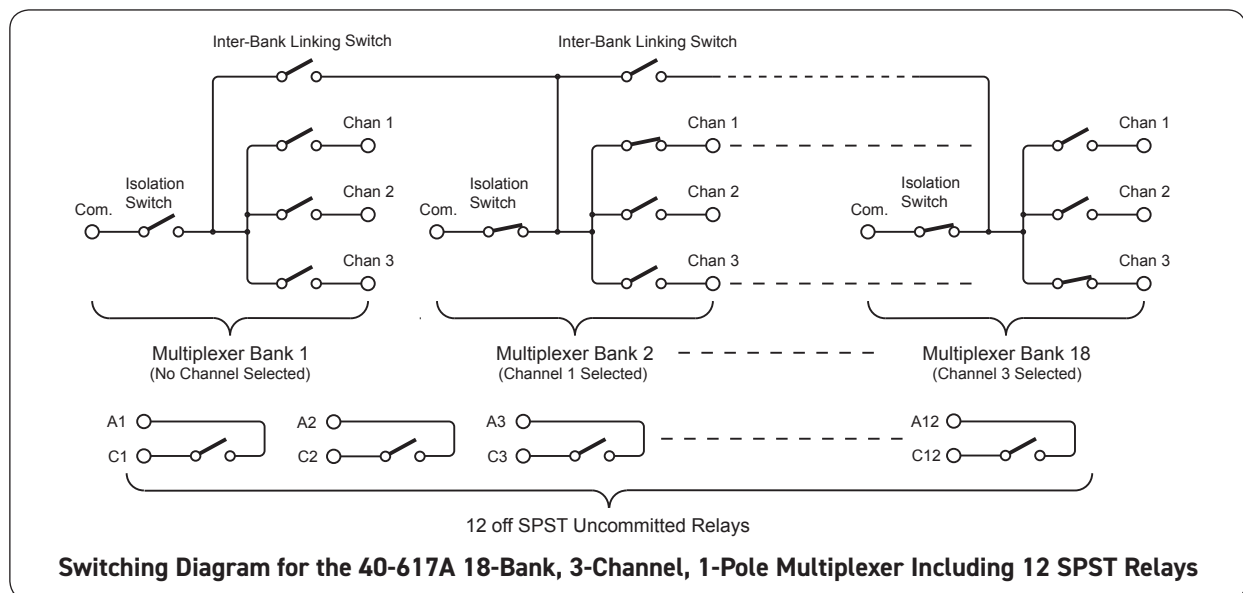 Inter-Bank Linking Switch
Inter-Bank Linking Switch
Chan 1
Chan 1
Chan 1
Isolation
Switch
Chan 2
Isolation
Switch
Chan 2
Isolation
Switch
Chan 2
Com.
Com.
Com.
Chan 3
Chan 3
Chan 3
Multiplexer Bank 1
(No Channel Selected)
Multiplexer Bank 2
(Channel 1 Selected)
Multiplexer Bank 18
(Channel 3 Selected)
A1
A2
A3
A12
C1
C2
C3
C12
12 off SPST Uncommitted Relays
Switching Diagram for the 40-617A 18-Bank, 3-Channel, 1-Pole Multiplexer Including 12 SPST Relays